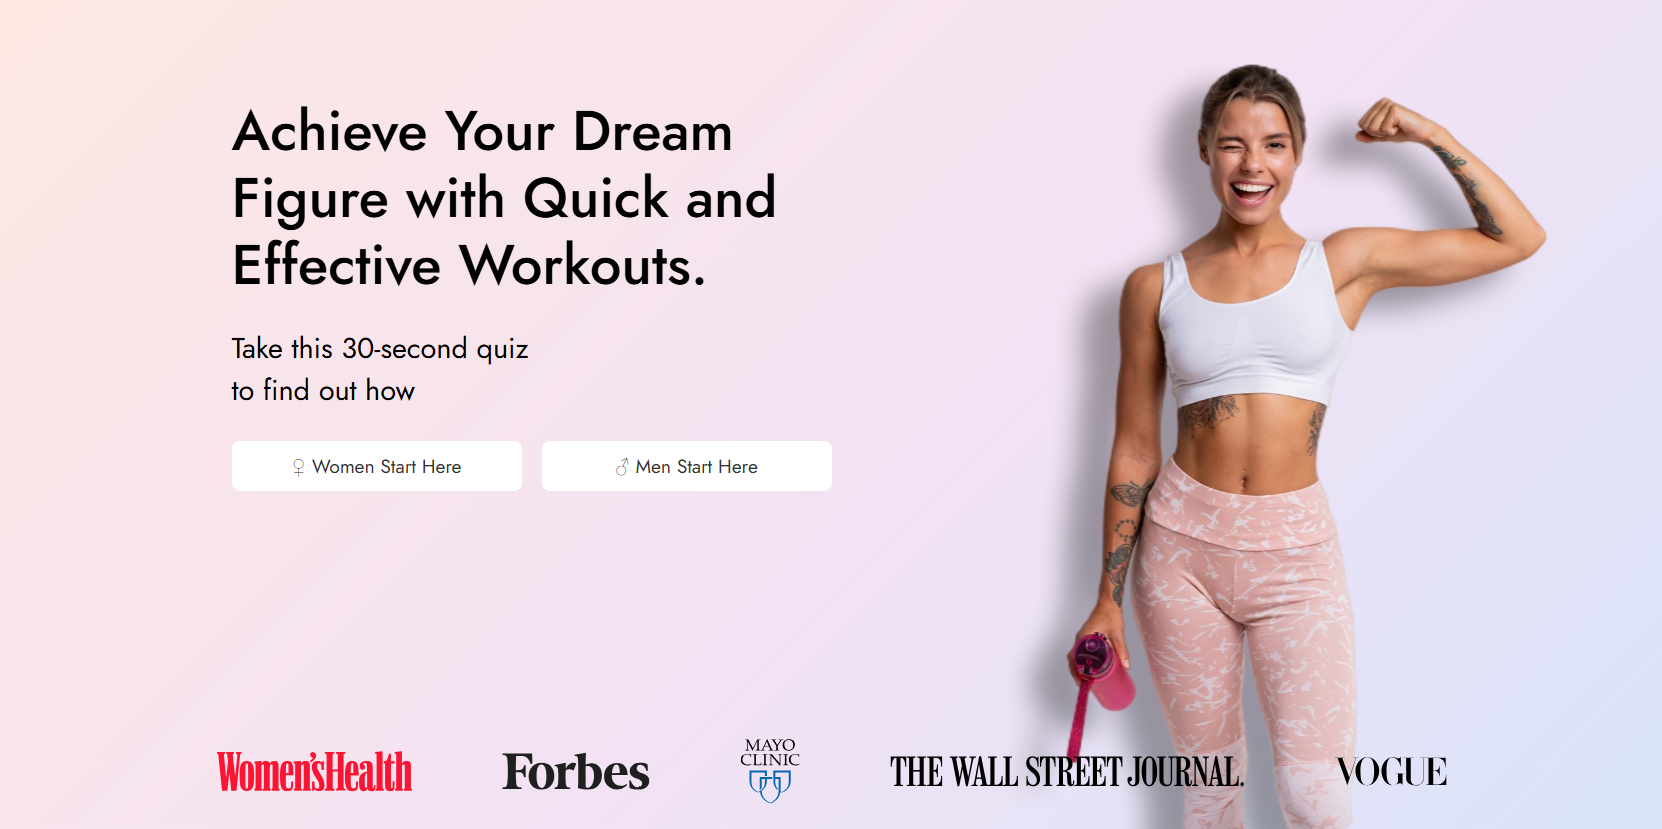 Achieve Your Dream
Figure with Quick and
Effective Workouts.
Take this 30-second quiz
to find out how
♀ Women Start Here
♂ Men Start Here
Women'sHealth
Forbes
MAYO
CLINIC
THE WALL STREET JOURNAL.
VOGUE